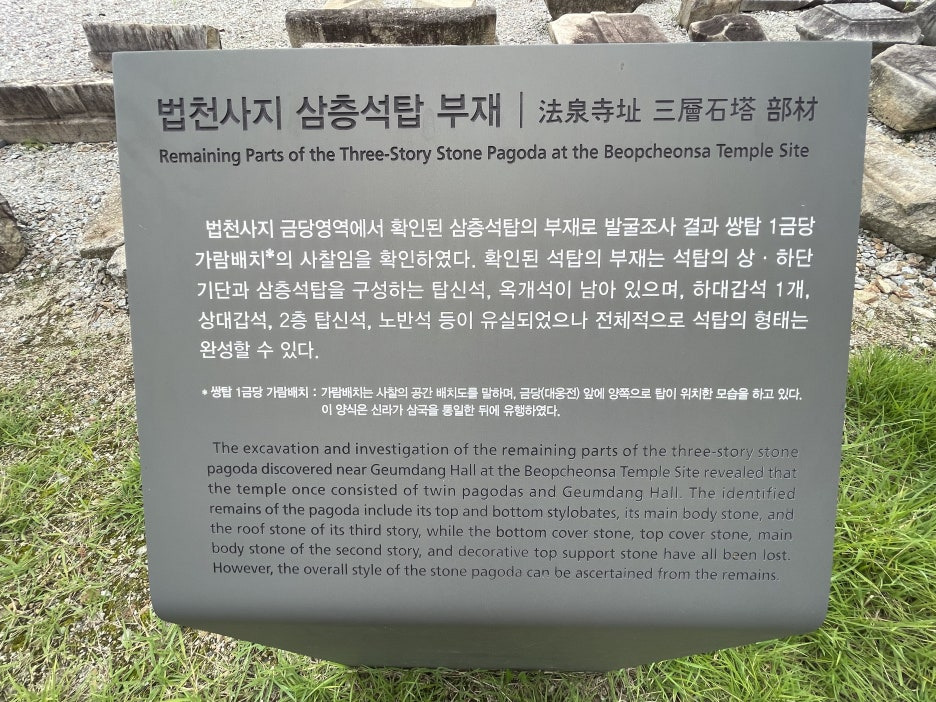 법천사지 삼층석탑 부재 | 法泉寺址 三層石塔 部材
Remaining Parts of the Three-Story Stone Pagoda at the Beopcheonsa Temple Site
법천사지 금당영역에서 확인된 삼층석탑의 부재로 발굴조사 결과 쌍탑 1금당
가람배치*의 사찰임을 확인하였다. 확인된 석탑의 부재는 석탑의 상 · 하단
기단과 삼층석탑을 구성하는 탑신석, 옥개석이 남아 있으며, 하대갑석 1개,
상대갑석, 2층 탑신석, 노반석 등이 유실되었으나 전체적으로 석탑의 형태는
완성할 수 있다.
* 쌍탑 1금당 가람배치 : 가람배치는 사찰의 공간 배치도를 말하며, 금당(대웅전) 앞에 양쪽으로 탑이 위치한 모습을 하고 있다.
이 양식은 신라가 삼국을 통일한 뒤에 유행하였다.
The excavation and investigation of the remaining parts of the three-story stone
pagoda discovered near Geumdang Hall at the Beopcheonsa Temple Site revealed that
the temple once consisted of twin pagodas and Geumdang Hall. The identified
remains of the pagoda include its top and bottom stylobates, its main body stone, and
the roof stone of its third story, while the bottom cover stone, top cover stone, main
body stone of the second story, and decorative top support stone have all been lost.
However, the overall style of the stone pagoda can be ascertained from the remains.